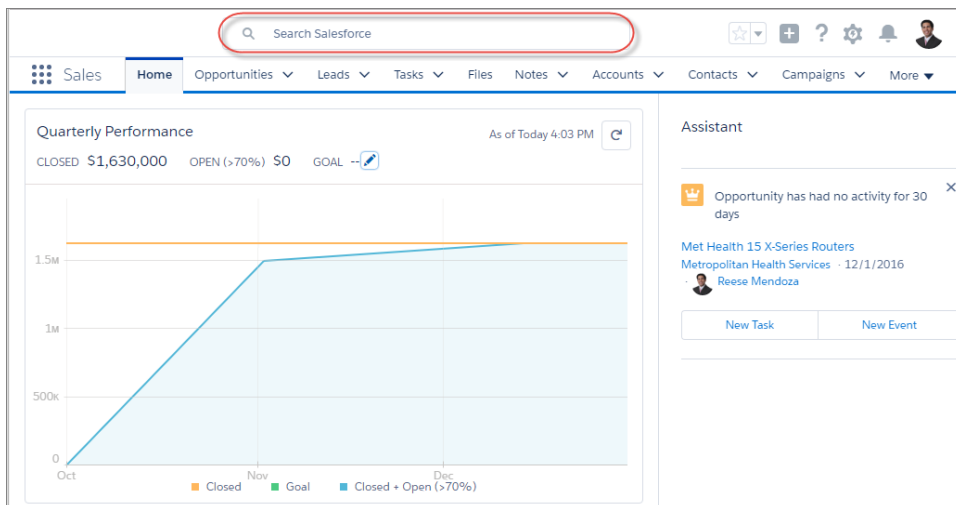 Search Salesforce
Sales Home Opportunities Leads Tasks Files Notes Accounts Contacts Campaigns More
Quarterly Performance
As of Today 4:03 PM
CLOSED $1,630,000 OPEN (>70%) $0 GOAL --
1.5M
1M
500K
0
Oct Nov Dec
Closed Goal Closed + Open (>70%)
Assistant
Opportunity has had no activity for 30
days
Met Health 15 X-Series Routers
Metropolitan Health Services · 12/1/2016
· Reese Mendoza
New Task New Event